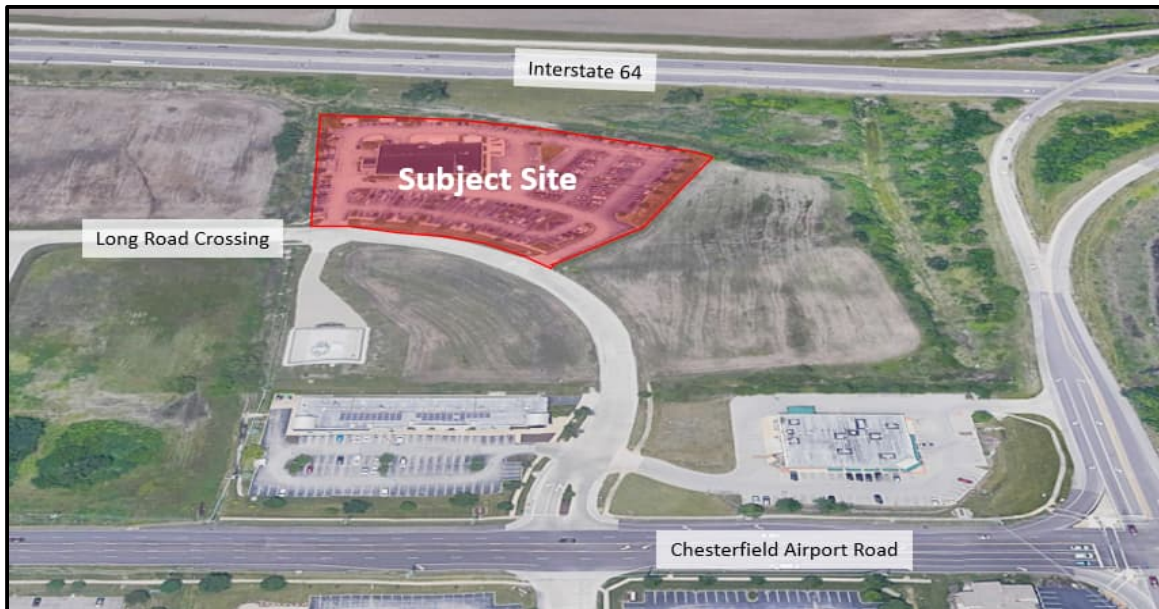 Interstate 64
Subject Site
Long Road Crossing
Chesterfield Airport Road